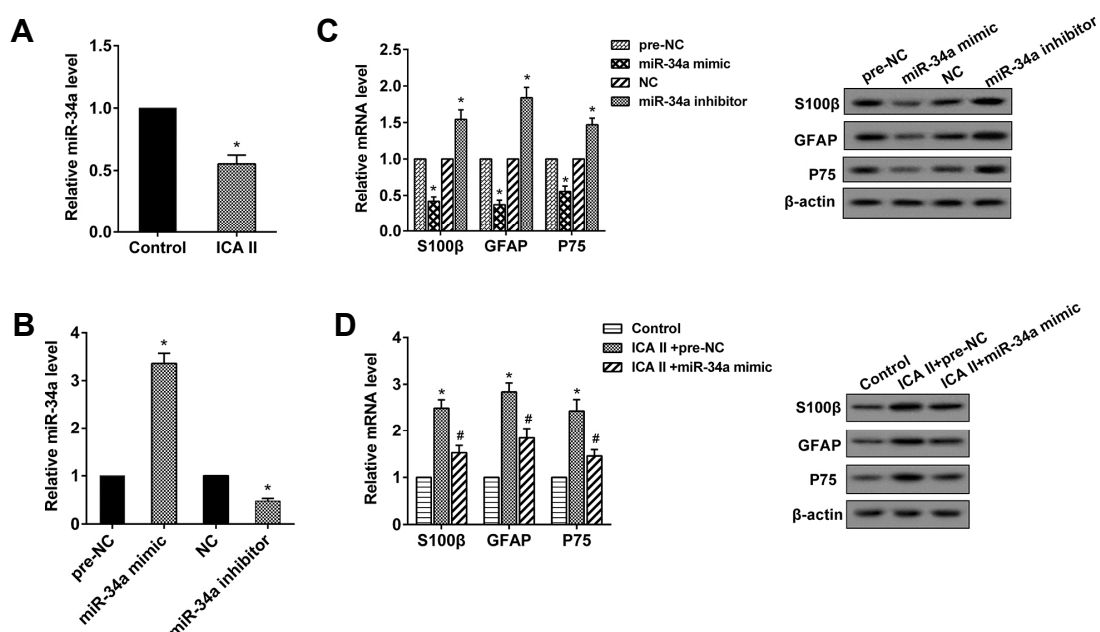 A
Relative miR-34a level
1.5
1.0
0.5
0.0
Control
ICA II
*
B
Relative miR-34a level
4
3
2
1
0
*
*
pre-NC
miR-34a mimic
NC
miR-34a inhibitor
C
Relative mRNA level
2.5
2.0
1.5
1.0
0.5
0.0
pre-NC
miR-34a mimic
NC
miR-34a inhibitor
* * * * * *
S100β GFAP P75
pre-NC
miR-34a mimic
NC
miR-34a inhibitor
S100β
GFAP
P75
β-actin
D
Relative mRNA level
4
3
2
1
0
Control
ICA II +pre-NC
ICA II +miR-34a mimic
* # * # * #
S100β GFAP P75
Control
ICA II+pre-NC
ICA II+miR-34a mimic
S100β
GFAP
P75
β-actin